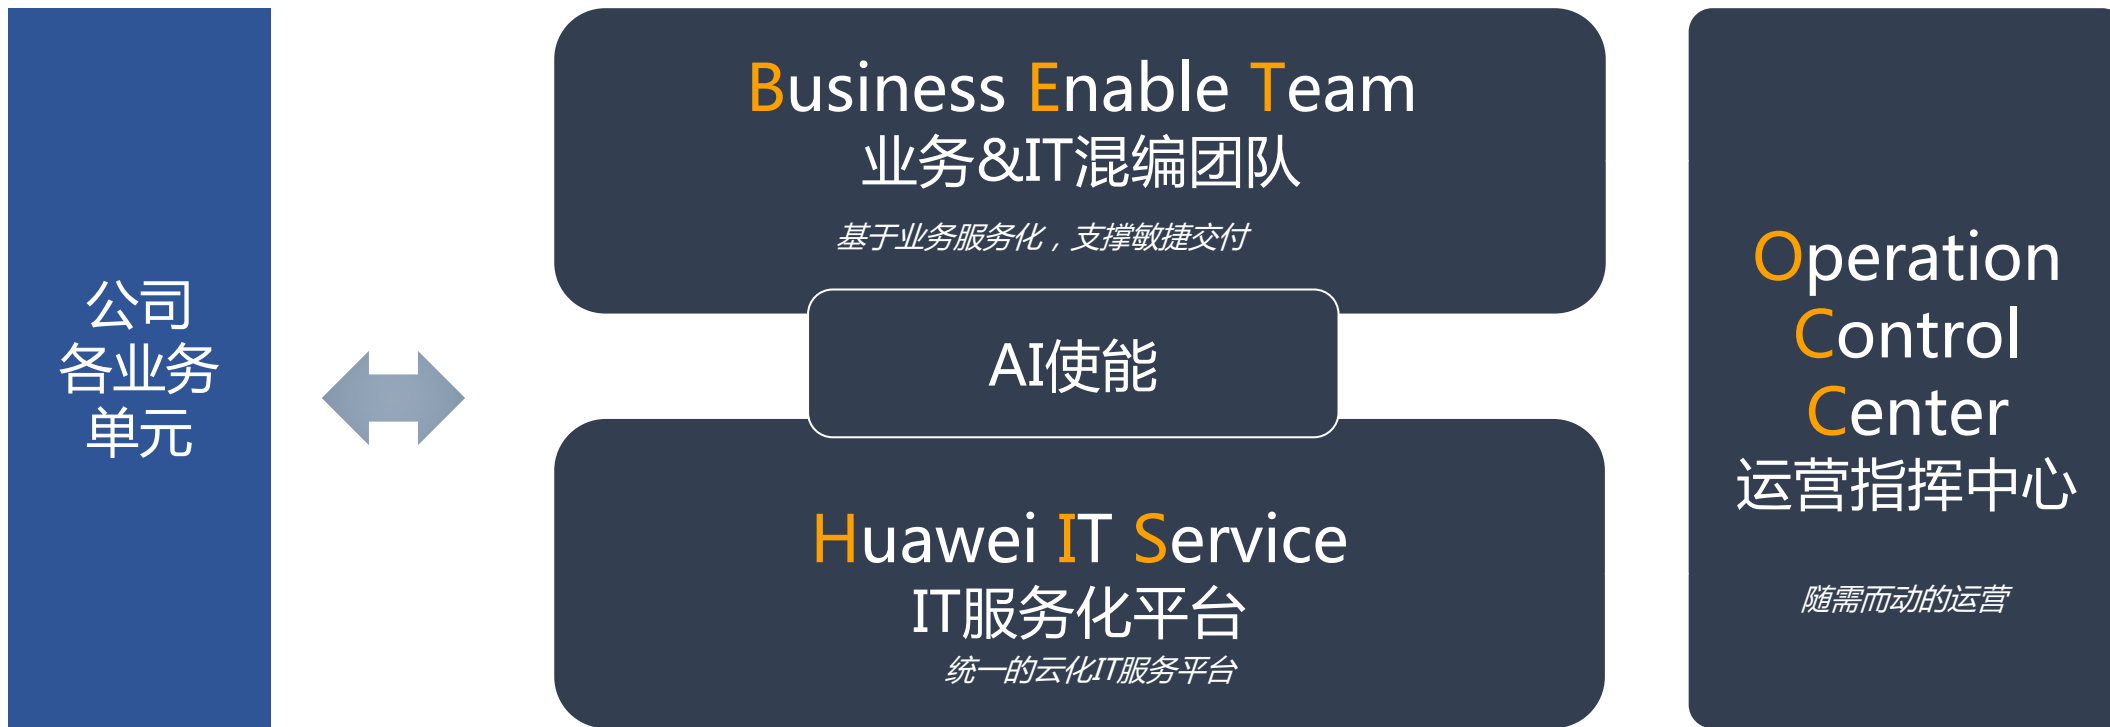 公司
各业务
单元
Business Enable Team
业务&IT混编团队
基于业务服务化，支撑敏捷交付
AI使能
Huawei IT Service
IT服务化平台
统一的云化IT服务平台
Operation
Control
Center
运营指挥中心
随需而动的运营